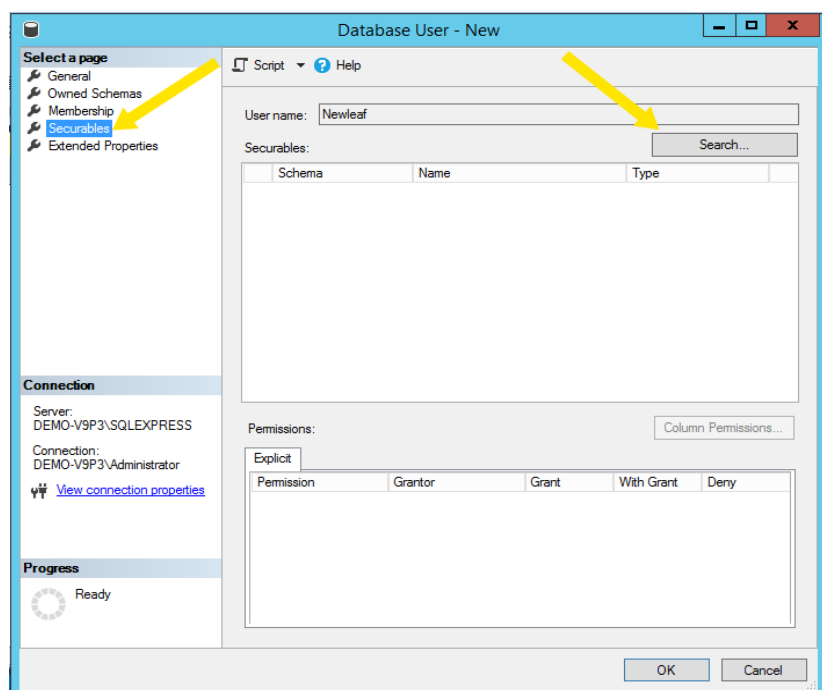 Database User - New
Select a page
General
Owned Schemas
Membership
Securables
Extended Properties
Script
Help
User name: Newleaf
Search...
Securables:
Schema Name Type
Connection
Server:
DEMO-V9P3\SQLEXPRESS
Connection:
DEMO-V9P3\Administrator
View connection properties
Progress
Ready
Permissions:
Column Permissions...
Explicit
Permission Grantor Grant With Grant Deny
OK Cancel